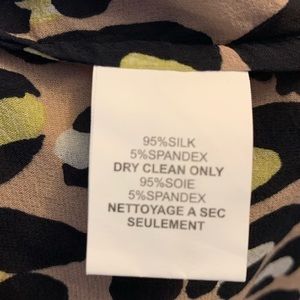 95%SILK
5%SPANDEX
DRY CLEAN ONLY
95%SOIE
5%SPANDEX
NETTOYAGE A SEC
SEULEMENT